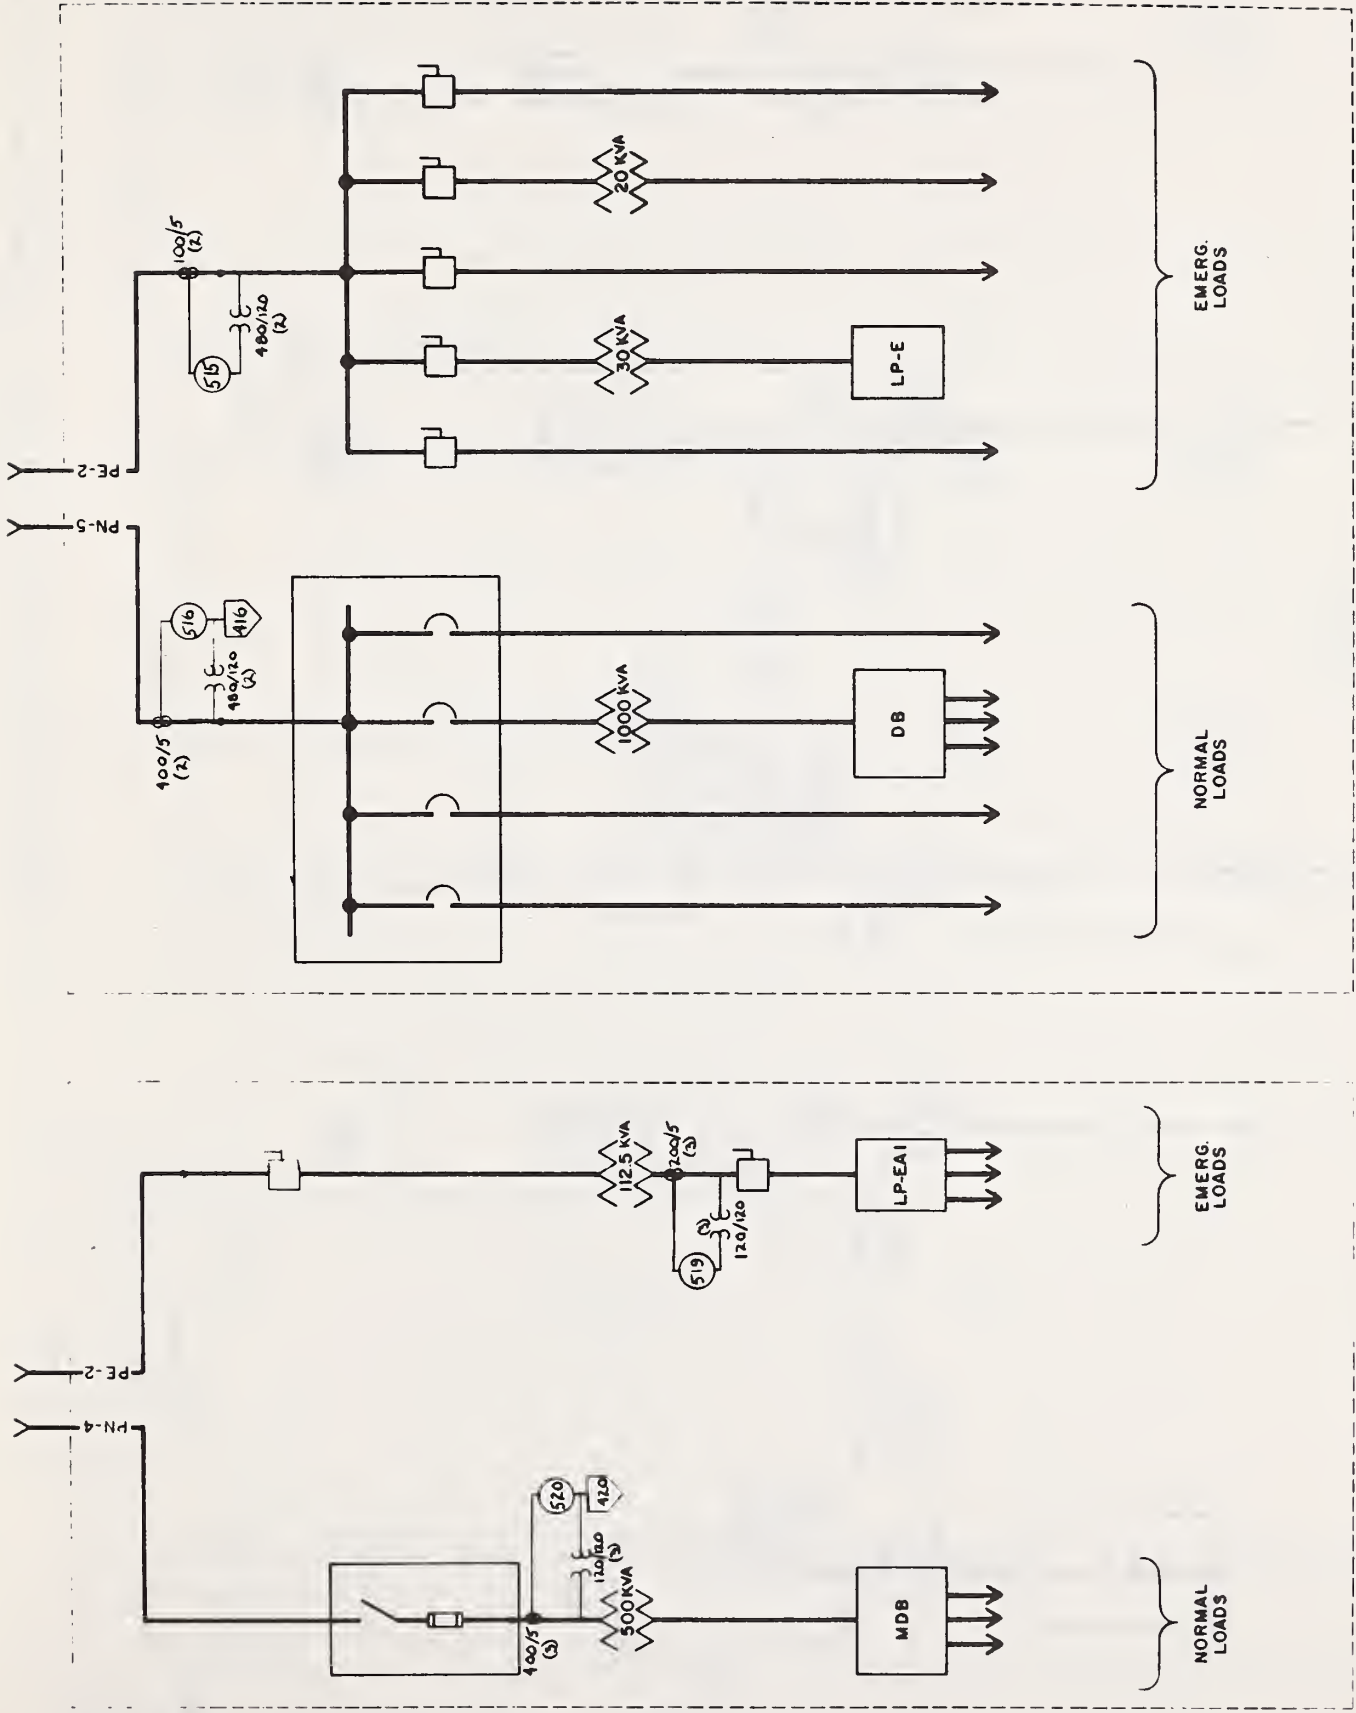 100/5
(2)
480/120
(2)
515
20 KVA
30 KVA
LP-E
PE-2
EMERG.
LOADS
PN-5
516
416
480/120
(2)
400/5
(2)
1000 KVA
DB
NORMAL
LOADS
112.5 KVA
200/5
(3)
LP-EA1
(3)
120/120
519
PE-2
EMERG.
LOADS
PN-4
520
420
120/120
(3)
500 KVA
400/5
(3)
MDB
NORMAL
LOADS